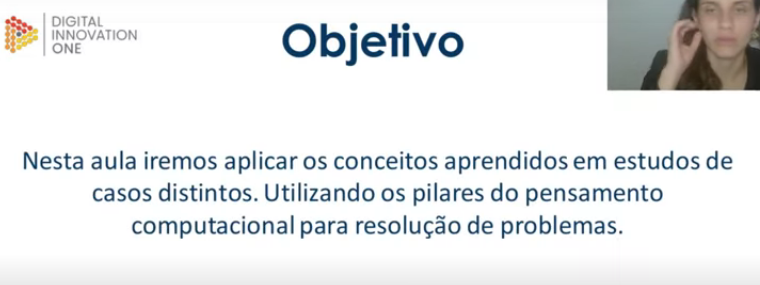 DIGITAL
INNOVATION
ONE
Objetivo
Nesta aula iremos aplicar os conceitos aprendidos em estudos de
casos distintos. Utilizando os pilares do pensamento
computacional para resolução de problemas.